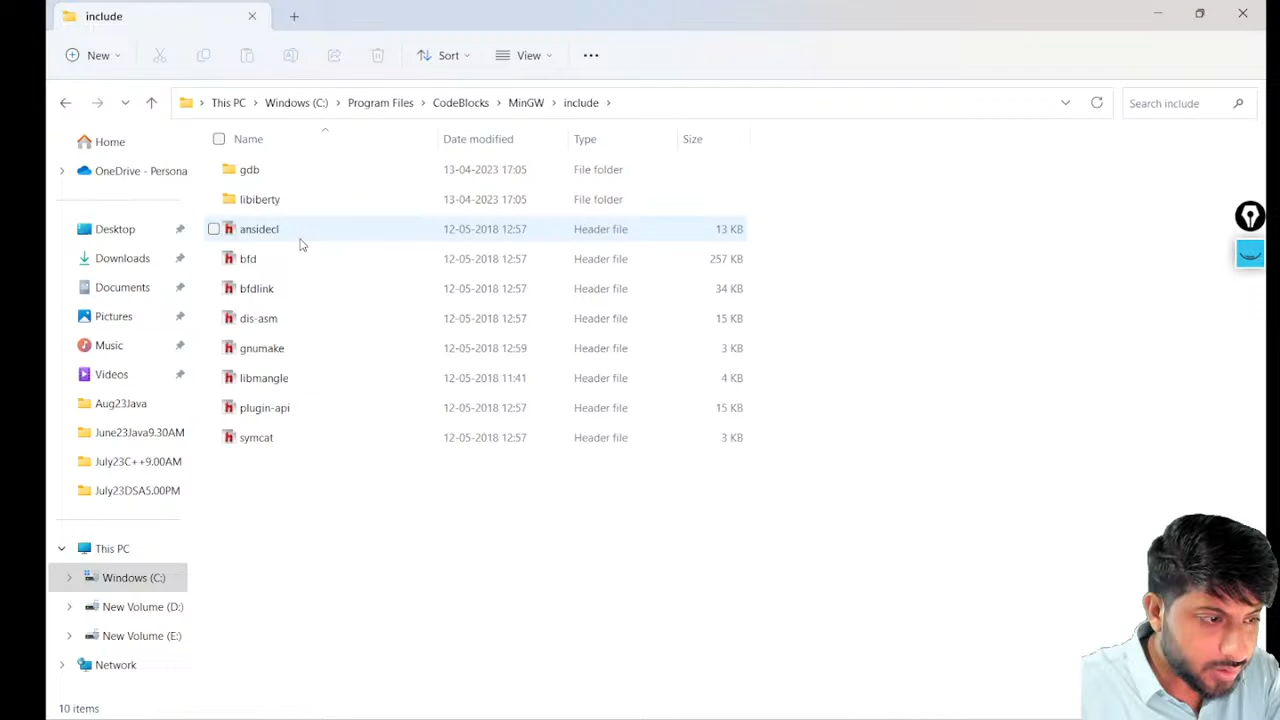 include
New
Sort
View
This PC > Windows (C:) > Program Files > CodeBlocks > MinGW > include >
Search include
Name Date modified Type Size
gdb 13-04-2023 17:05 File folder
libiberty 13-04-2023 17:05 File folder
ansidecl 12-05-2018 12:57 Header file 13 KB
bfd 12-05-2018 12:57 Header file 257 KB
bfdlink 12-05-2018 12:57 Header file 34 KB
dis-asm 12-05-2018 12:57 Header file 15 KB
gnumake 12-05-2018 12:59 Header file 3 KB
libmangle 12-05-2018 11:41 Header file 4 KB
plugin-api 12-05-2018 12:57 Header file 15 KB
symcat 12-05-2018 12:57 Header file 3 KB
Home
OneDrive - Persona
Desktop
Downloads
Documents
Pictures
Music
Videos
Aug23Java
June23Java9.30AM
July23C++9.00AM
July23DSA5.00PM
This PC
Windows (C:)
New Volume (D:)
New Volume (E:)
Network
10 items